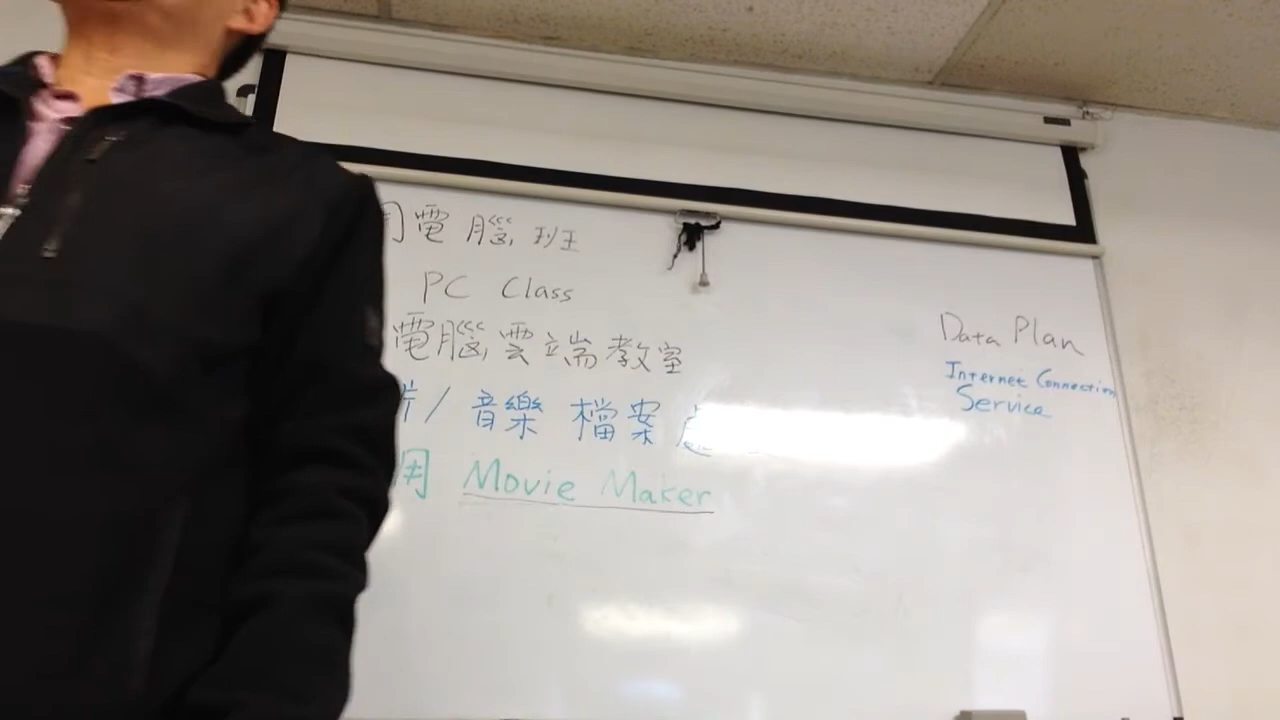 電腦班
PC Class
電腦雲端教室
/ 音樂 檔案
用 Movie Maker
Data Plan
Internet Connection
Service